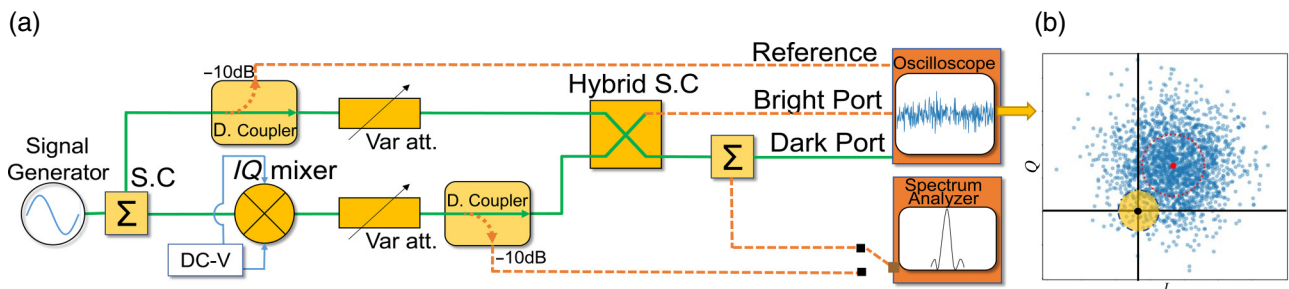 (a)
(b)
Reference
Oscilloscope
−10dB
Hybrid S.C
Bright Port
D. Coupler
Var att.
Dark Port
Signal
Generator
S.C
IQ mixer
Σ
Σ
Q
Spectrum
Analyzer
D. Coupler
Var att.
DC-V
−10dB
I